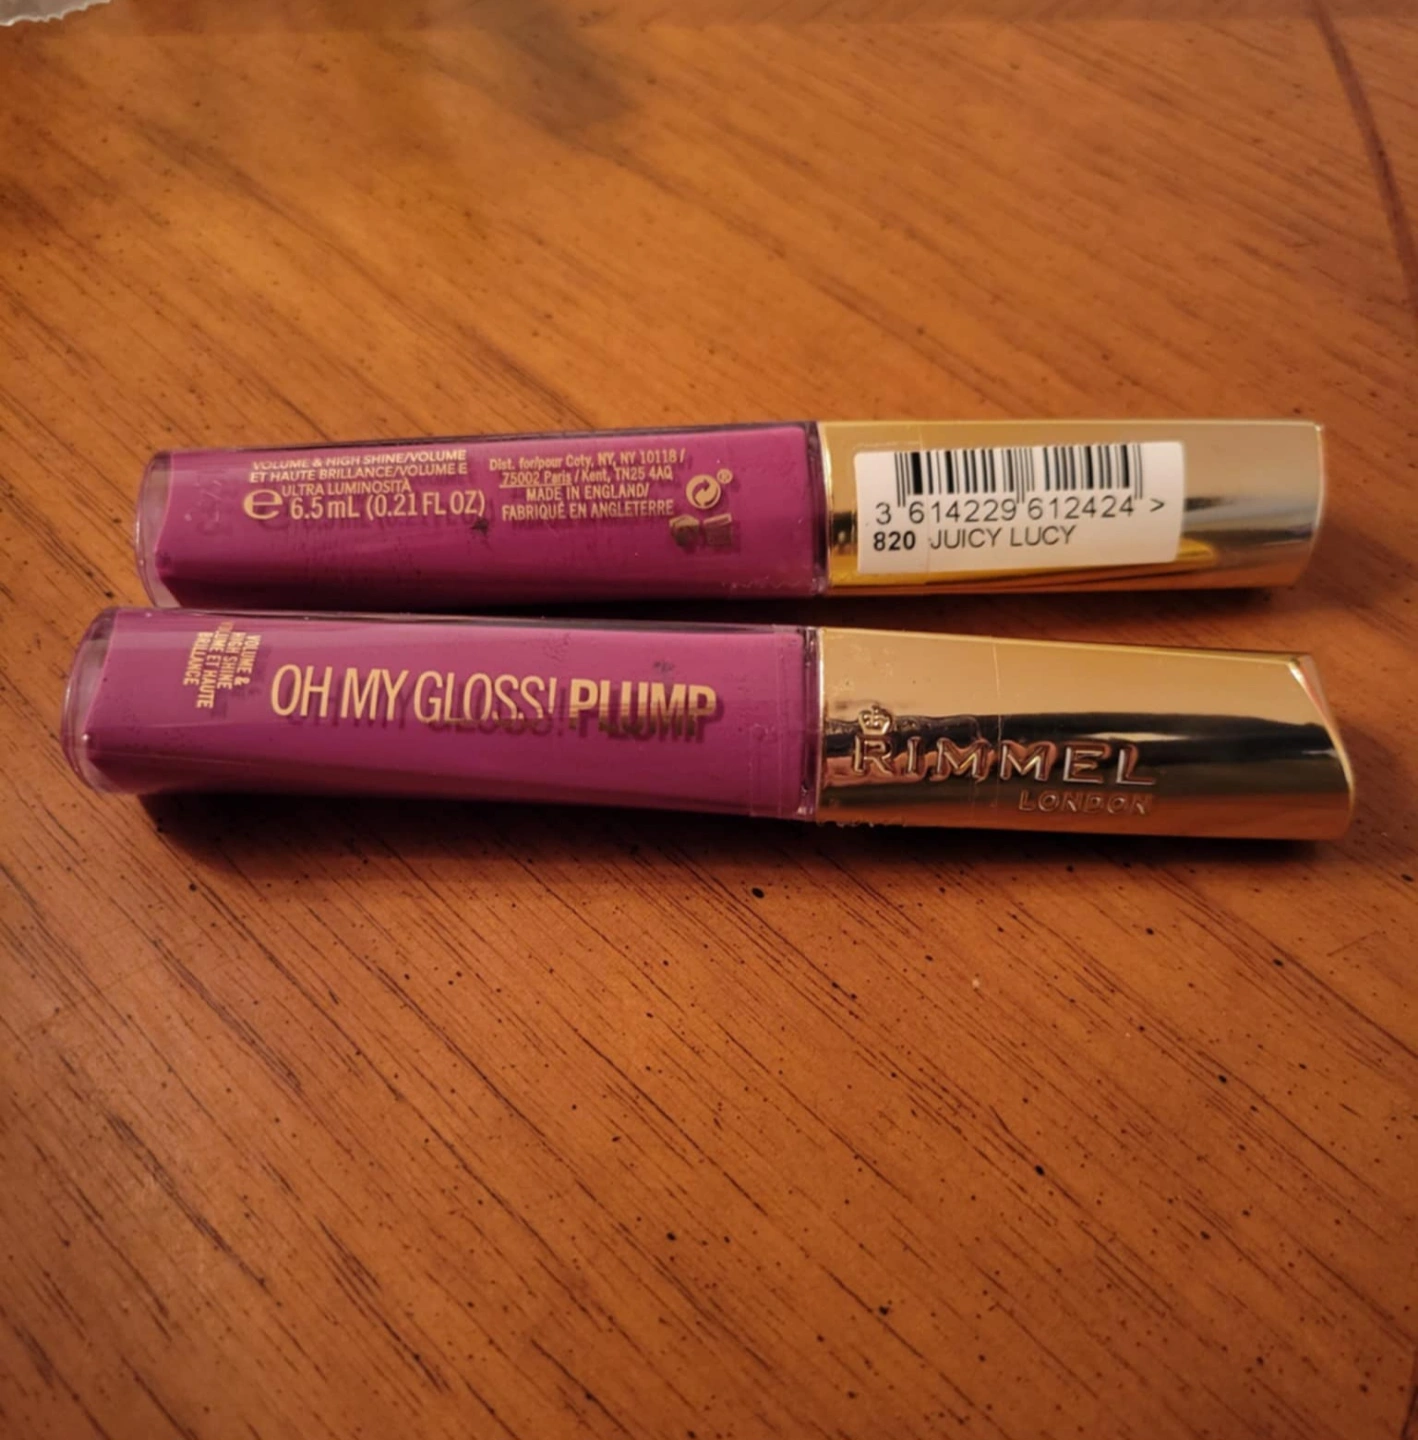 VOLUME & HIGH SHINE/VOLUME
ET HAUTE BRILLANCE/VOLUME E
ULTRA LUMINOSITÀ
e 6.5 mL (0.21 FL OZ)
Dist. for/pour Coty, NY, NY 10118 /
75002 Paris / Kent, TN25 4AQ
MADE IN ENGLAND/
FABRIQUÉ EN ANGLETERRE
3 614229 612424 >
820 JUICY LUCY
VOLUME &
HIGH SHINE
VOLUME ET HAUTE
BRILLANCE
OH MY GLOSS! PLUMP
RIMMEL
LONDON